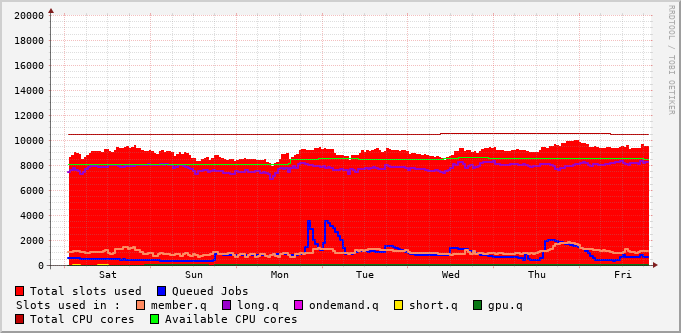 20000
18000
16000
14000
12000
10000
8000
6000
4000
2000
0
Sat Sun Mon Tue Wed Thu Fri
RRDTOOL / TOBI OETIKER
Total slots used Queued Jobs
Slots used in : member.q long.q ondemand.q short.q gpu.q
Total CPU cores Available CPU cores